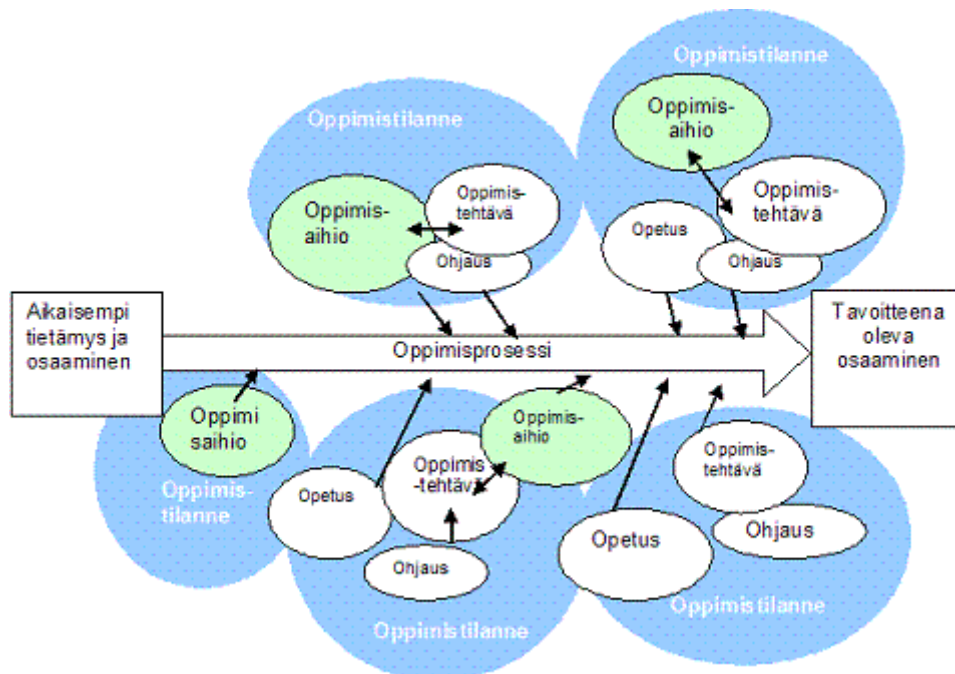 Oppimistilanne
Oppimis-
aihio
Oppimis-
tehtävä
Ohjaus
Oppimistilanne
Oppimis-
aihio
Oppimis-
tehtävä
Opetus
Ohjaus
Aikaisempi
tietämys ja
osaaminen
Oppimisprosessi
Tavoitteena
oleva
osaaminen
Oppimi
saihio
Oppimis-
tilanne
Opetus
Oppimis
-tehtävä
Oppimis-
aihio
Ohjaus
Oppimistilanne
Opetus
Oppimis-
tehtävä
Ohjaus
Oppimistilanne